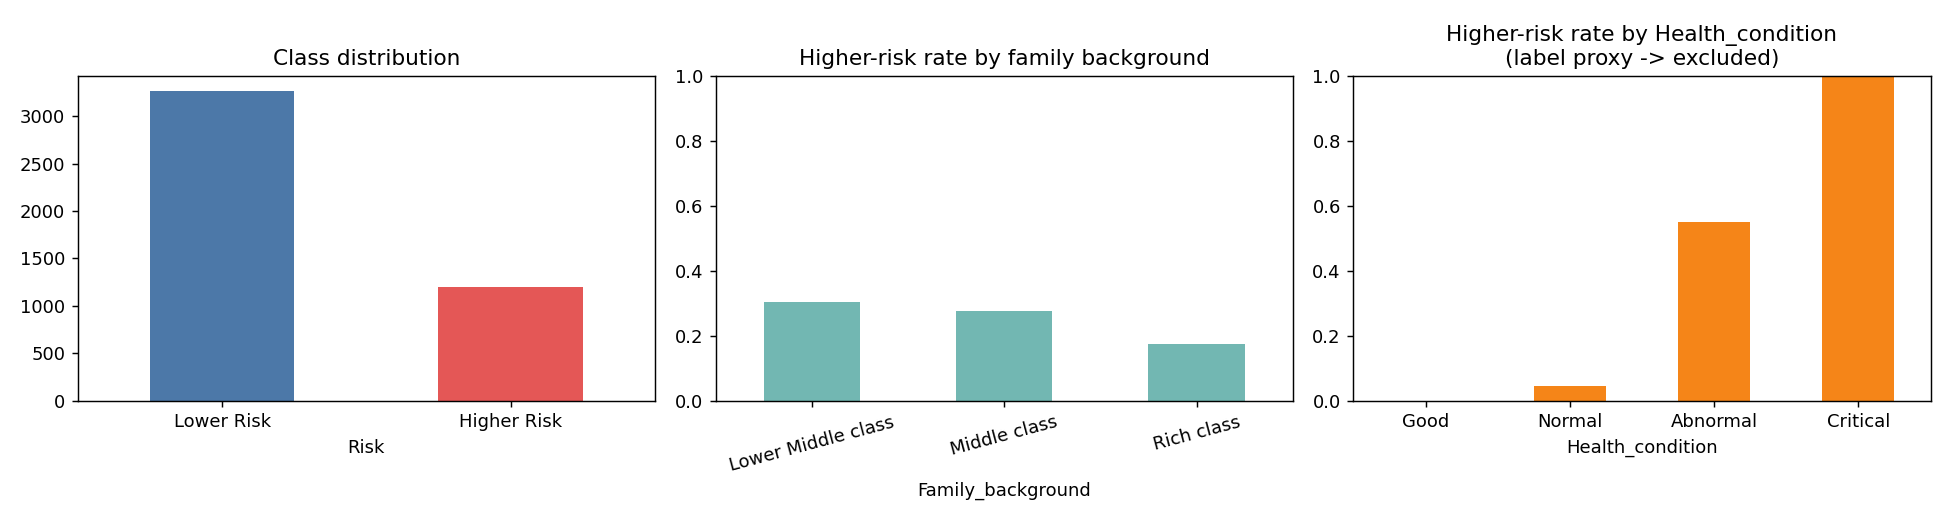 Class distribution
3000
2500
2000
1500
1000
500
0
Lower Risk
Higher Risk
Risk
Higher-risk rate by family background
1.0
0.8
0.6
0.4
0.2
0.0
Lower Middle class
Middle class
Rich class
Family_background
Higher-risk rate by Health_condition
(label proxy -> excluded)
1.0
0.8
0.6
0.4
0.2
0.0
Good
Normal
Abnormal
Critical
Health_condition